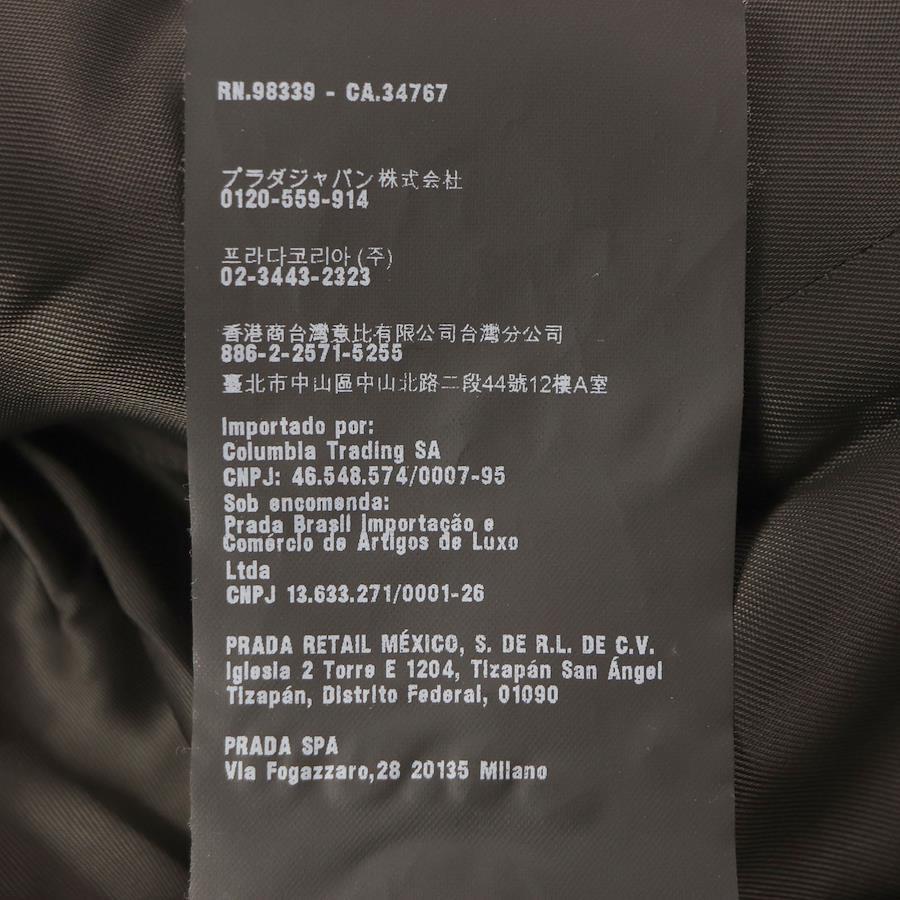 RN.98339 - CA.34767
プラダジャパン株式会社
0120-559-914
프라다코리아 (주)
02-3443-2323
香港商台灣意比有限公司台灣分公司
886-2-2571-5255
臺北市中山區中山北路二段44號12樓A室
Importado por:
Columbia Trading SA
CNPJ: 46.548.574/0007-95
Sob encomenda:
Prada Brasil Importação e
Comércio de Artigos de Luxo
Ltda
CNPJ 13.633.271/0001-26
PRADA RETAIL MÉXICO, S. DE R.L. DE C.V.
Iglesia 2 Torre E 1204, Tizapán San Ángel
Tizapán, Distrito Federal, 01090
PRADA SPA
Via Fogazzaro,28 20135 Milano